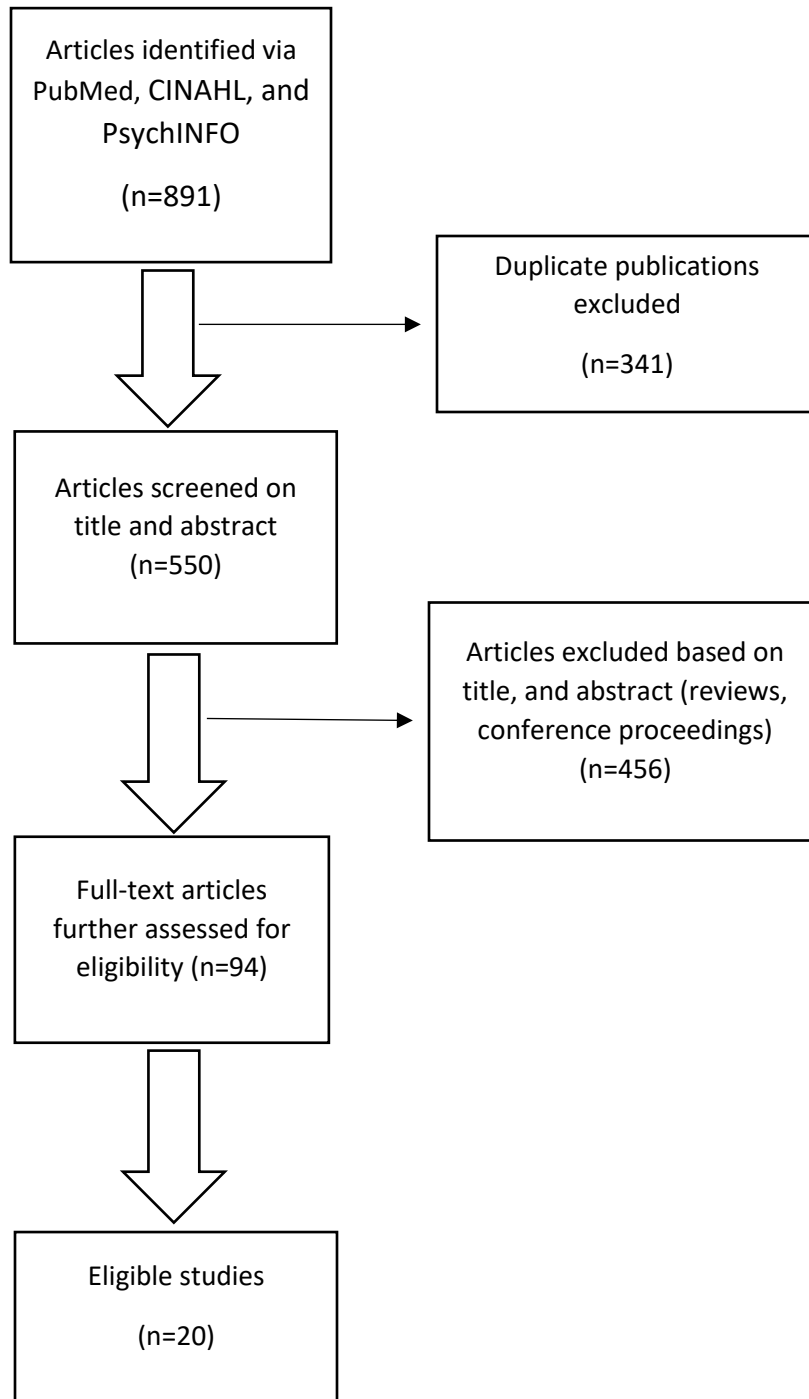 Articles identified via
PubMed, CINAHL, and
PsychINFO
(n=891)
Duplicate publications
excluded
(n=341)
Articles screened on
title and abstract
(n=550)
Articles excluded based on
title, and abstract (reviews,
conference proceedings)
(n=456)
Full-text articles
further assessed for
eligibility (n=94)
Eligible studies
(n=20)